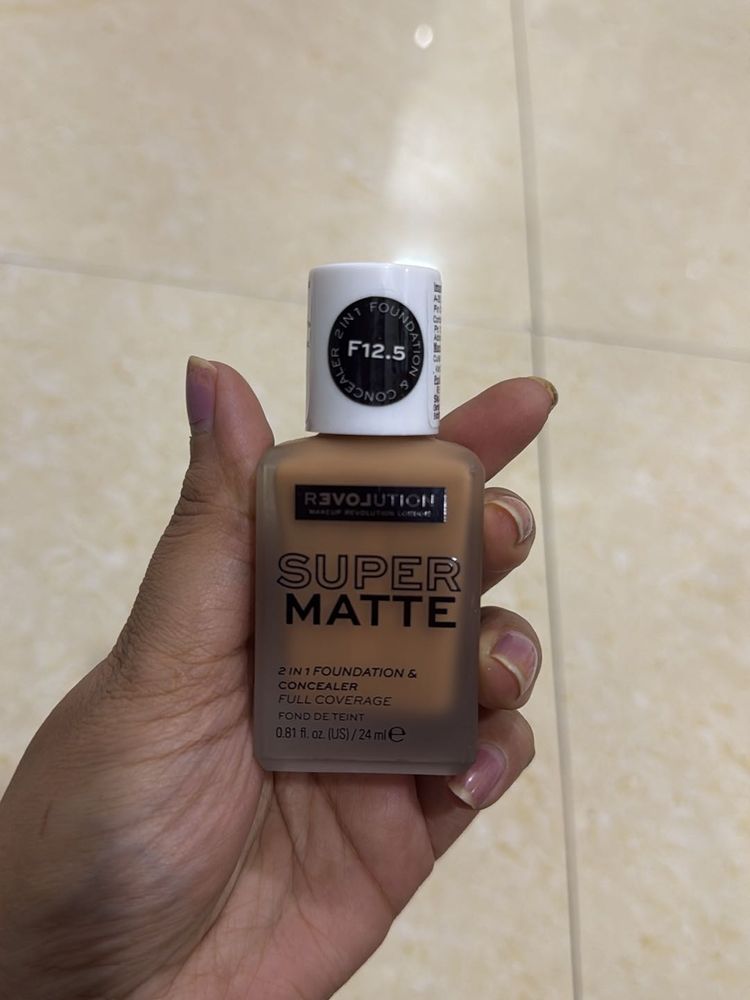 2 IN 1 FOUNDATION & CONCEALER
F12.5
REVOLUTION
MAKEUP REVOLUTION LONDON
SUPER
MATTE
2 IN 1 FOUNDATION &
CONCEALER
FULL COVERAGE
FOND DE TEINT
0.81 fl. oz. (US) / 24 ml ℮